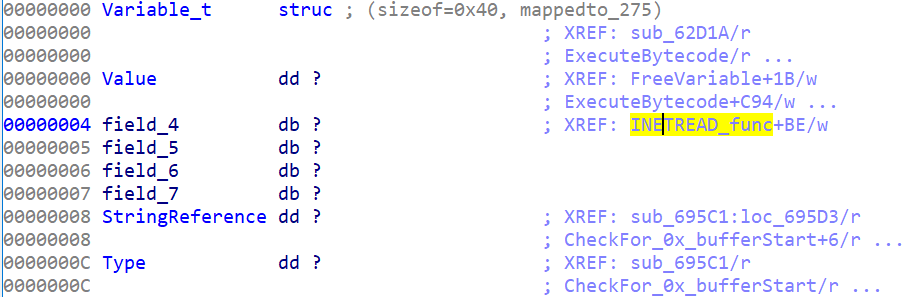 00000000 Variable_t struc ; (sizeof=0x40, mappedto_275)
00000000 ; XREF: sub_62D1A/r
00000000 ; ExecuteBytecode/r ...
00000000 Value dd ? ; XREF: FreeVariable+1B/w
00000000 ; ExecuteBytecode+C94/w ...
00000004 field_4 db ? ; XREF: INETREAD_func+BE/w
00000005 field_5 db ?
00000006 field_6 db ?
00000007 field_7 db ?
00000008 StringReference dd ? ; XREF: sub_695C1:loc_695D3/r
00000008 ; CheckFor_0x_bufferStart+6/r ...
0000000C Type dd ? ; XREF: sub_695C1/r
0000000C ; CheckFor_0x_bufferStart/r ...